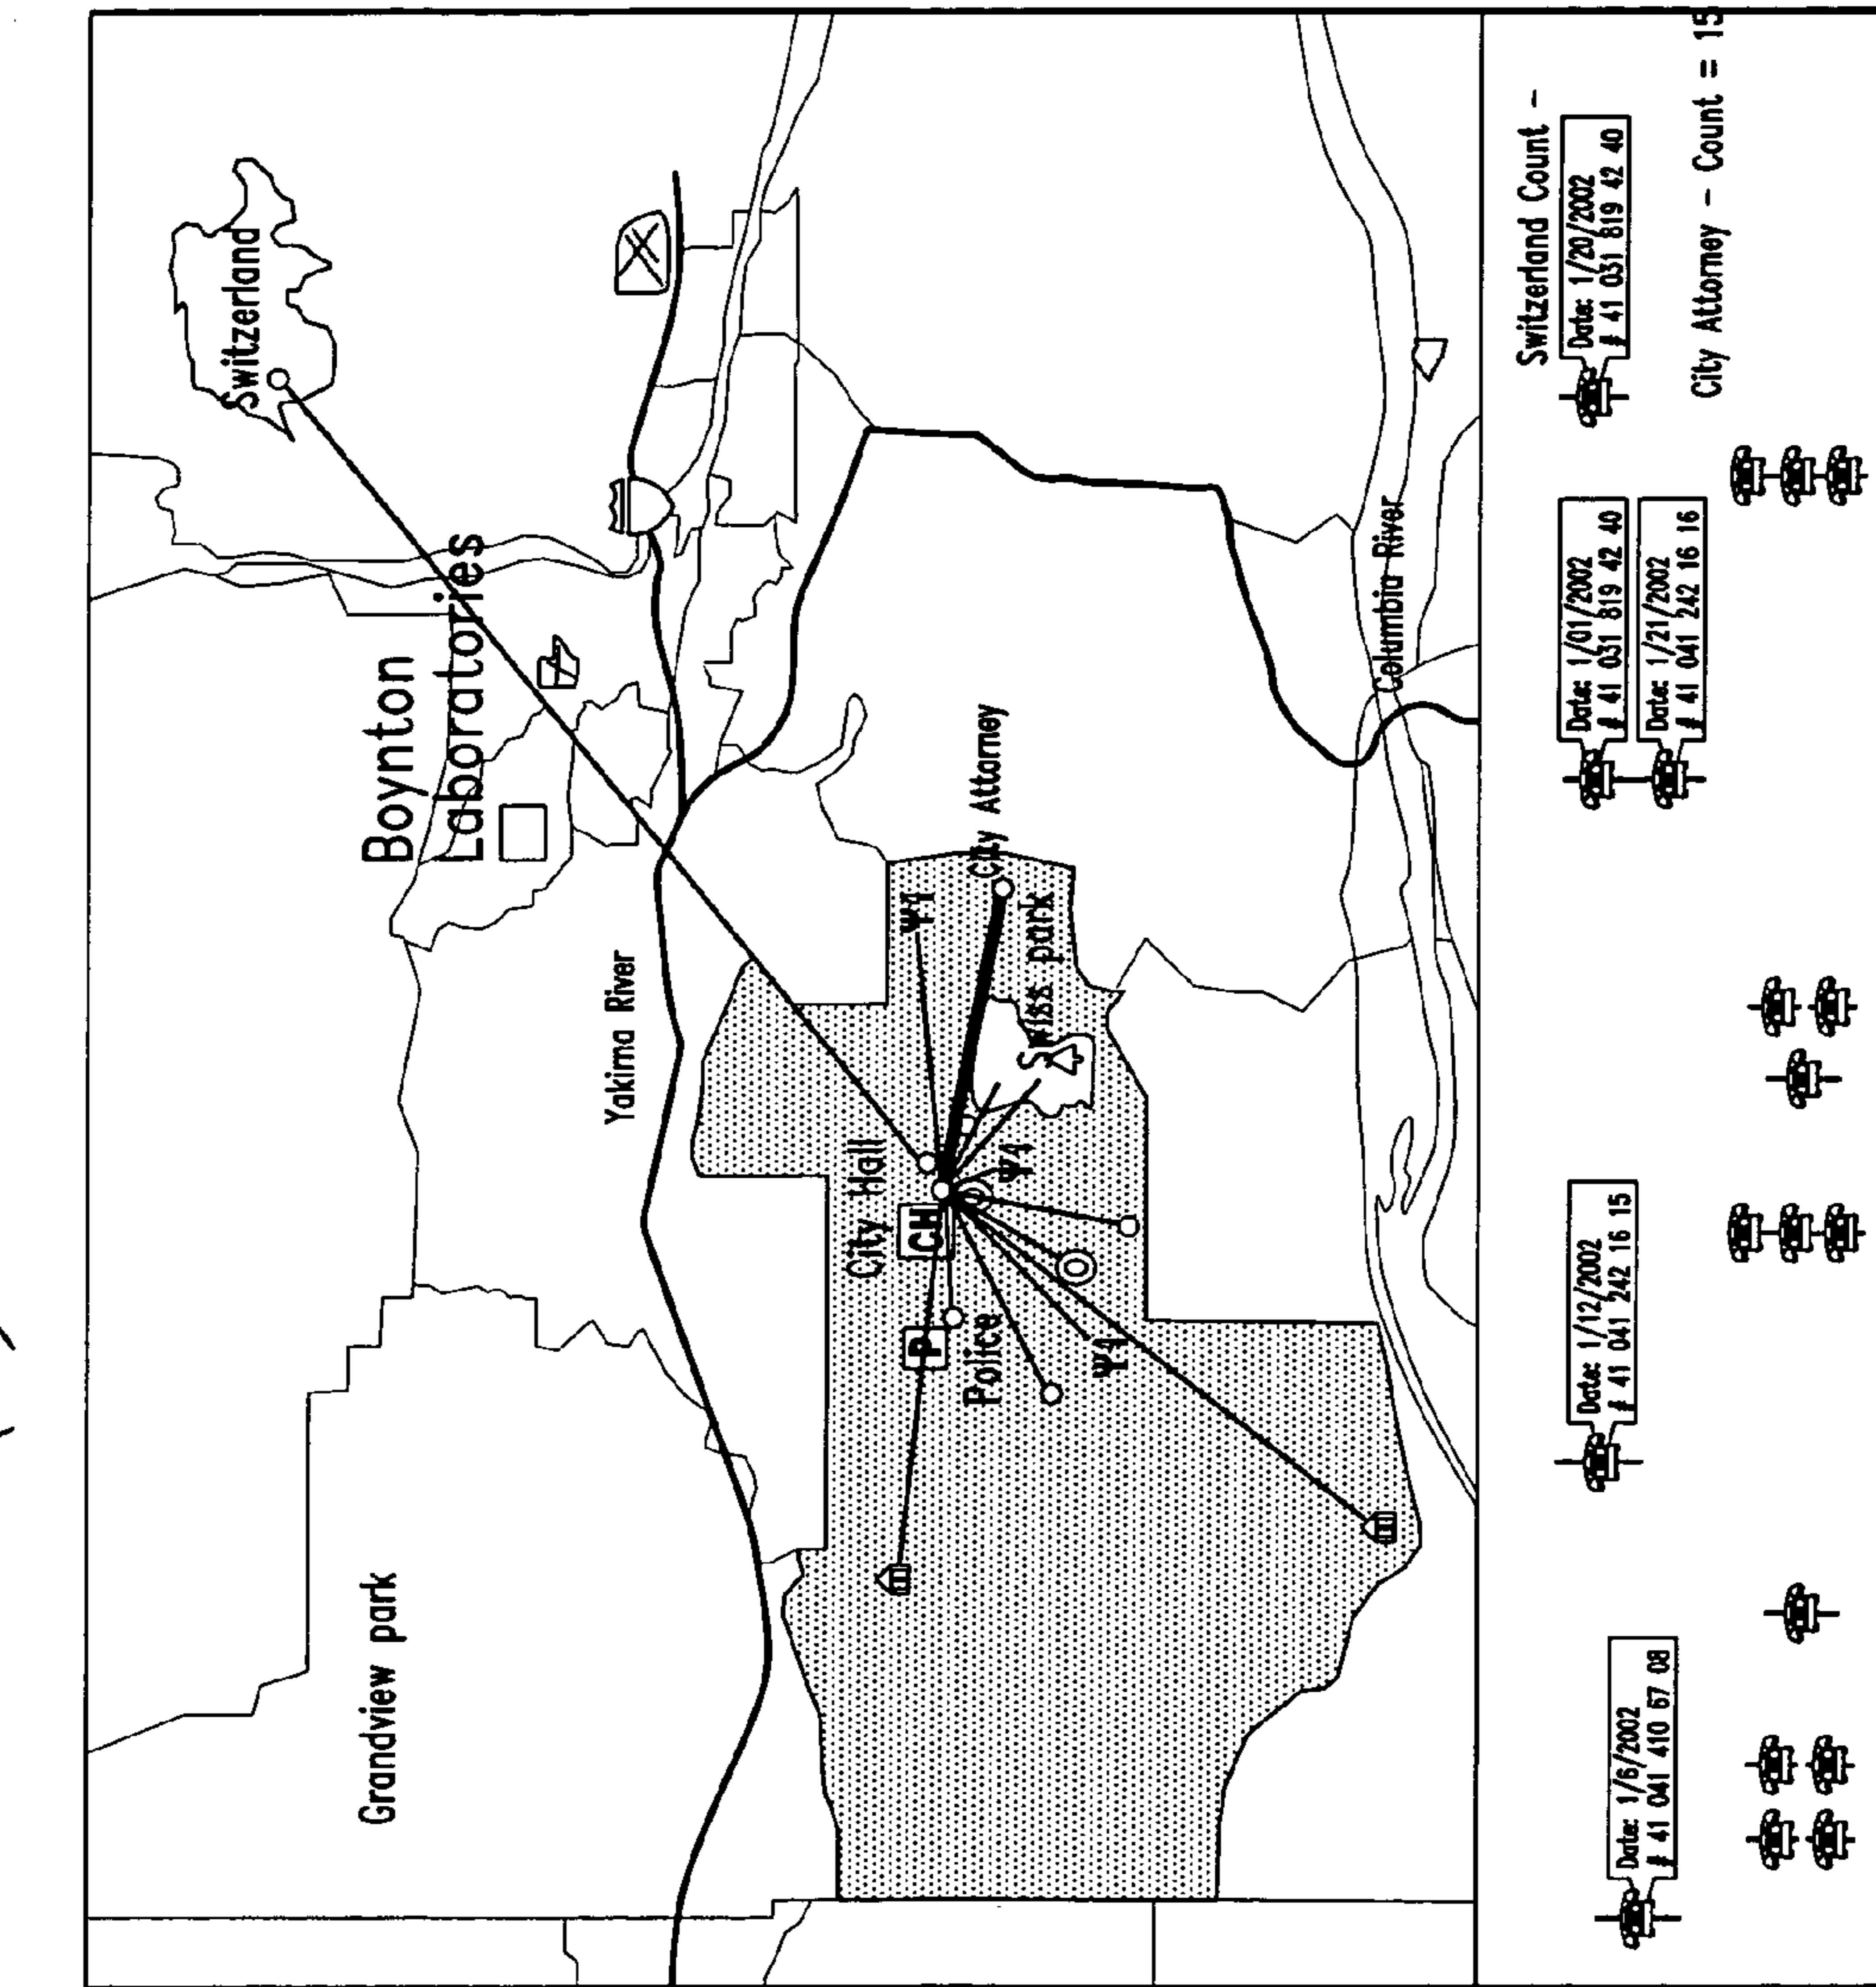 Switzerland
Boynton
Laboratories
Grandview park
Yakima River
City Hall
CH
P
Police
city Attorney
Swiss park
Columbia River
Switzerland Count -
Date: 1/6/2002
# 41 041 410 67 08
Date: 1/12/2002
# 41 041 242 16 15
Date: 1/01/2002
# 41 031 819 42 40
Date: 1/21/2002
# 41 041 242 16 16
Date: 1/20/2002
# 41 031 819 42 40
City Attorney - Count = 15